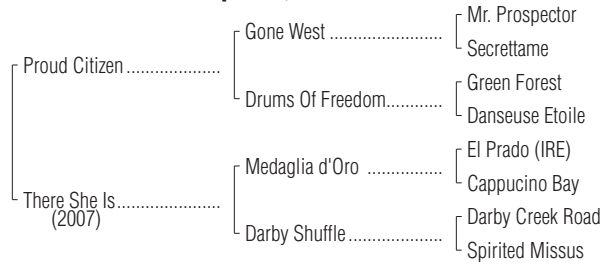 Mr. Prospector
Gone West ......................
Secrettame
Proud Citizen ...................
Green Forest
Drums Of Freedom............
Danseuse Etoile
El Prado (IRE)
Medaglia d'Oro ...............
Cappucino Bay
There She Is.....................
(2007)
Darby Creek Road
Darby Shuffle...................
Spirited Missus